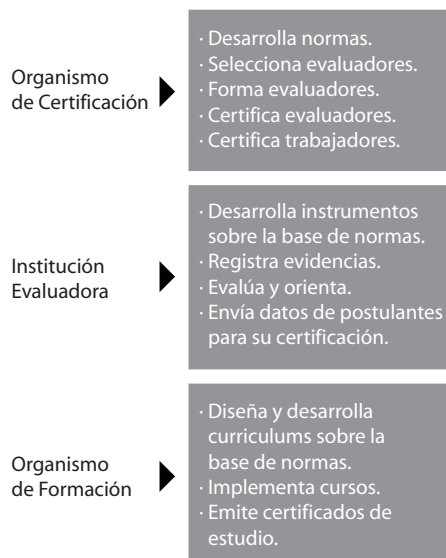 Organismo
de Certificación
· Desarrolla normas.
· Selecciona evaluadores.
· Forma evaluadores.
· Certifica evaluadores.
· Certifica trabajadores.
Institución
Evaluadora
· Desarrolla instrumentos
sobre la base de normas.
· Registra evidencias.
· Evalúa y orienta.
· Envía datos de postulantes
para su certificación.
Organismo
de Formación
· Diseña y desarrolla
curriculums sobre la
base de normas.
· Implementa cursos.
· Emite certificados de
estudio.